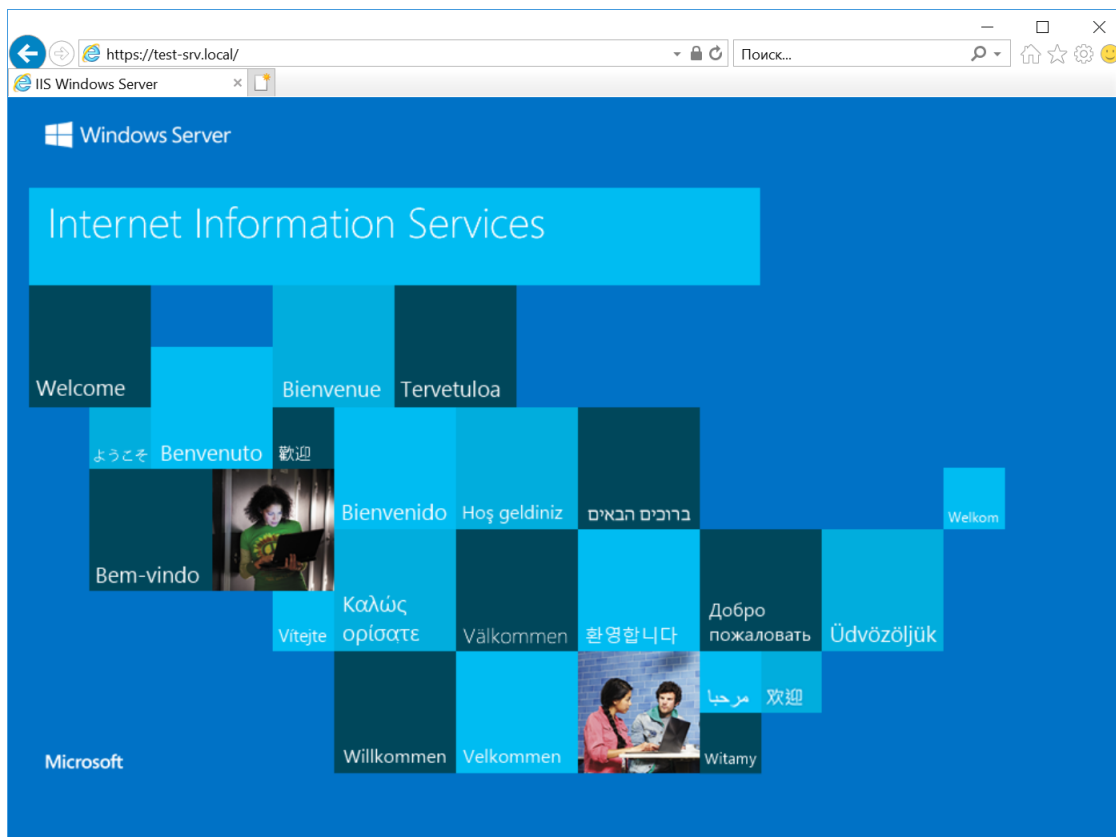 https://test-srv.local/
Поиск...
IIS Windows Server
Windows Server
Internet Information Services
Welcome
Bienvenue
Tervetuloa
ようこそ
Benvenuto
歡迎
Bienvenido
Hoş geldiniz
ברוכים הבאים
Welkom
Bem-vindo
Vítejte
Καλώς
ορίσατε
Välkommen
환영합니다
Добро
пожаловать
Üdvözöljük
مرحبا
欢迎
Willkommen
Velkommen
Witamy
Microsoft